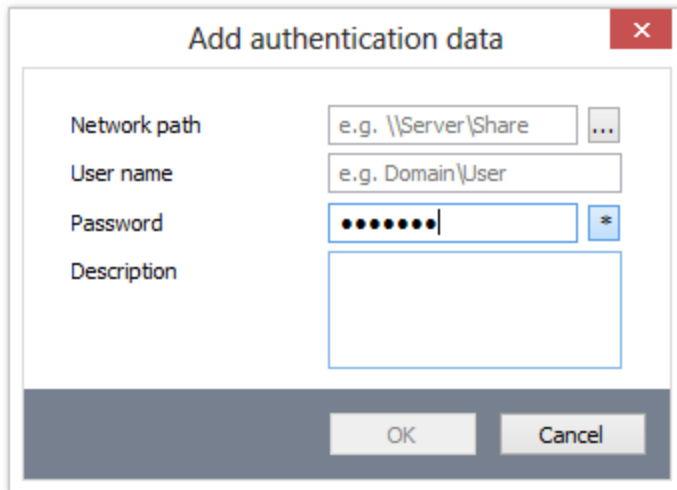 Add authentication data
Network path e.g. \\Server\Share ...
User name e.g. Domain\User
Password ●●●●●●● *
Description
OK Cancel